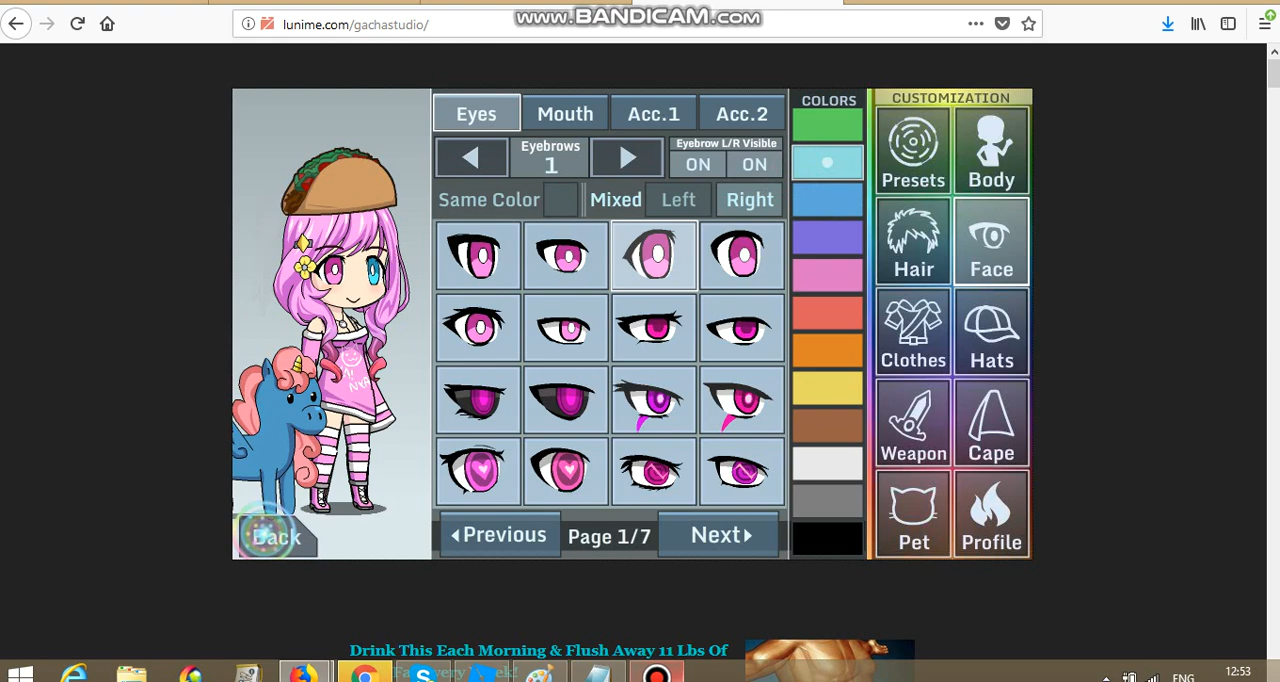 www.BANDICAM.com
lunime.com/gachastudio/
Eyes
Mouth
Acc.1
Acc.2
COLORS
CUSTOMIZATION
Eyebrows
1
Eyebrow L/R Visible
ON
ON
Same Color
Mixed
Left
Right
Presets
Body
Hair
Face
Clothes
Hats
Weapon
Cape
Pet
Profile
Back
Previous
Page 1/7
Next
Drink This Each Morning & Flush Away 11 Lbs Of
ENG
12:53